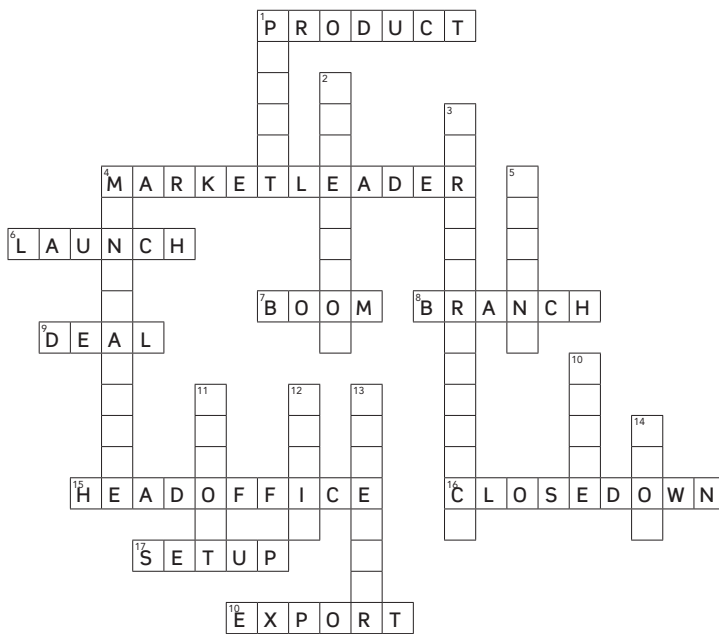 1 PRODUCT
2
3
4 MARKETLEADER 5
6 LAUNCH
7 BOOM 8 BRANCH
9 DEAL
10
11 12 13
14
15 HEADOFFICE 16 CLOSEDOWN
17 SETUP
10 EXPORT